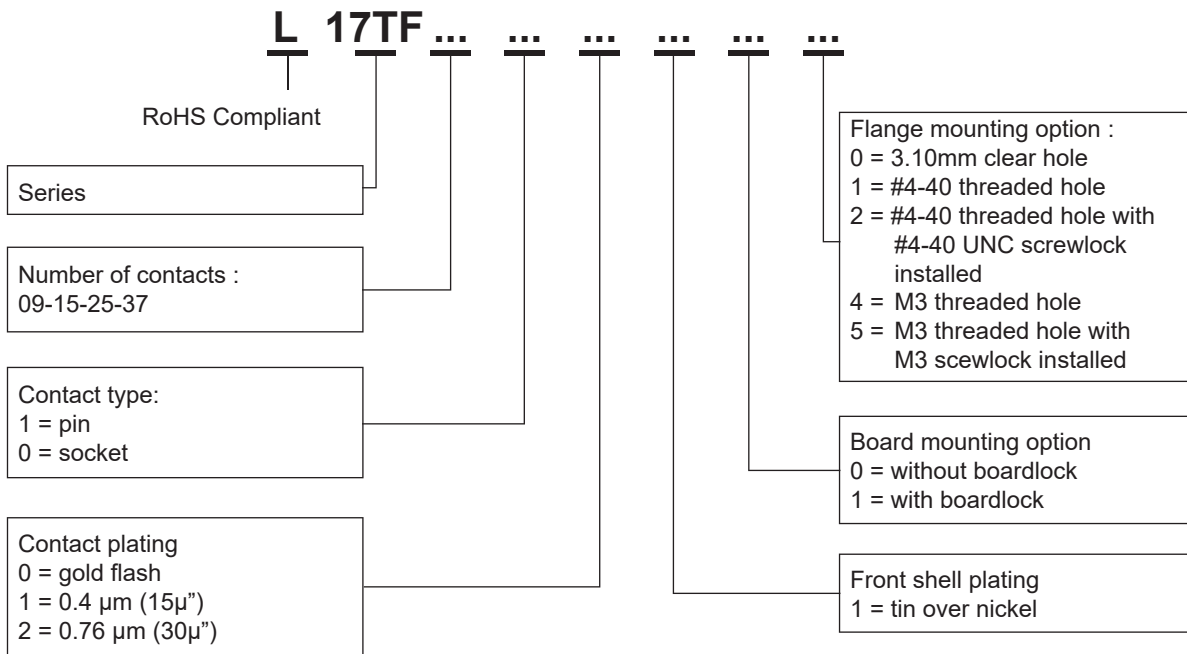 L 17TF ... ... ... ... ... ...
RoHS Compliant
Series
Number of contacts :
09-15-25-37
Contact type:
1 = pin
0 = socket
Contact plating
0 = gold flash
1 = 0.4 µm (15µ”)
2 = 0.76 µm (30µ”)
Flange mounting option :
0 = 3.10mm clear hole
1 = #4-40 threaded hole
2 = #4-40 threaded hole with
#4-40 UNC screwlock
installed
4 = M3 threaded hole
5 = M3 threaded hole with
M3 scewlock installed
Board mounting option
0 = without boardlock
1 = with boardlock
Front shell plating
1 = tin over nickel